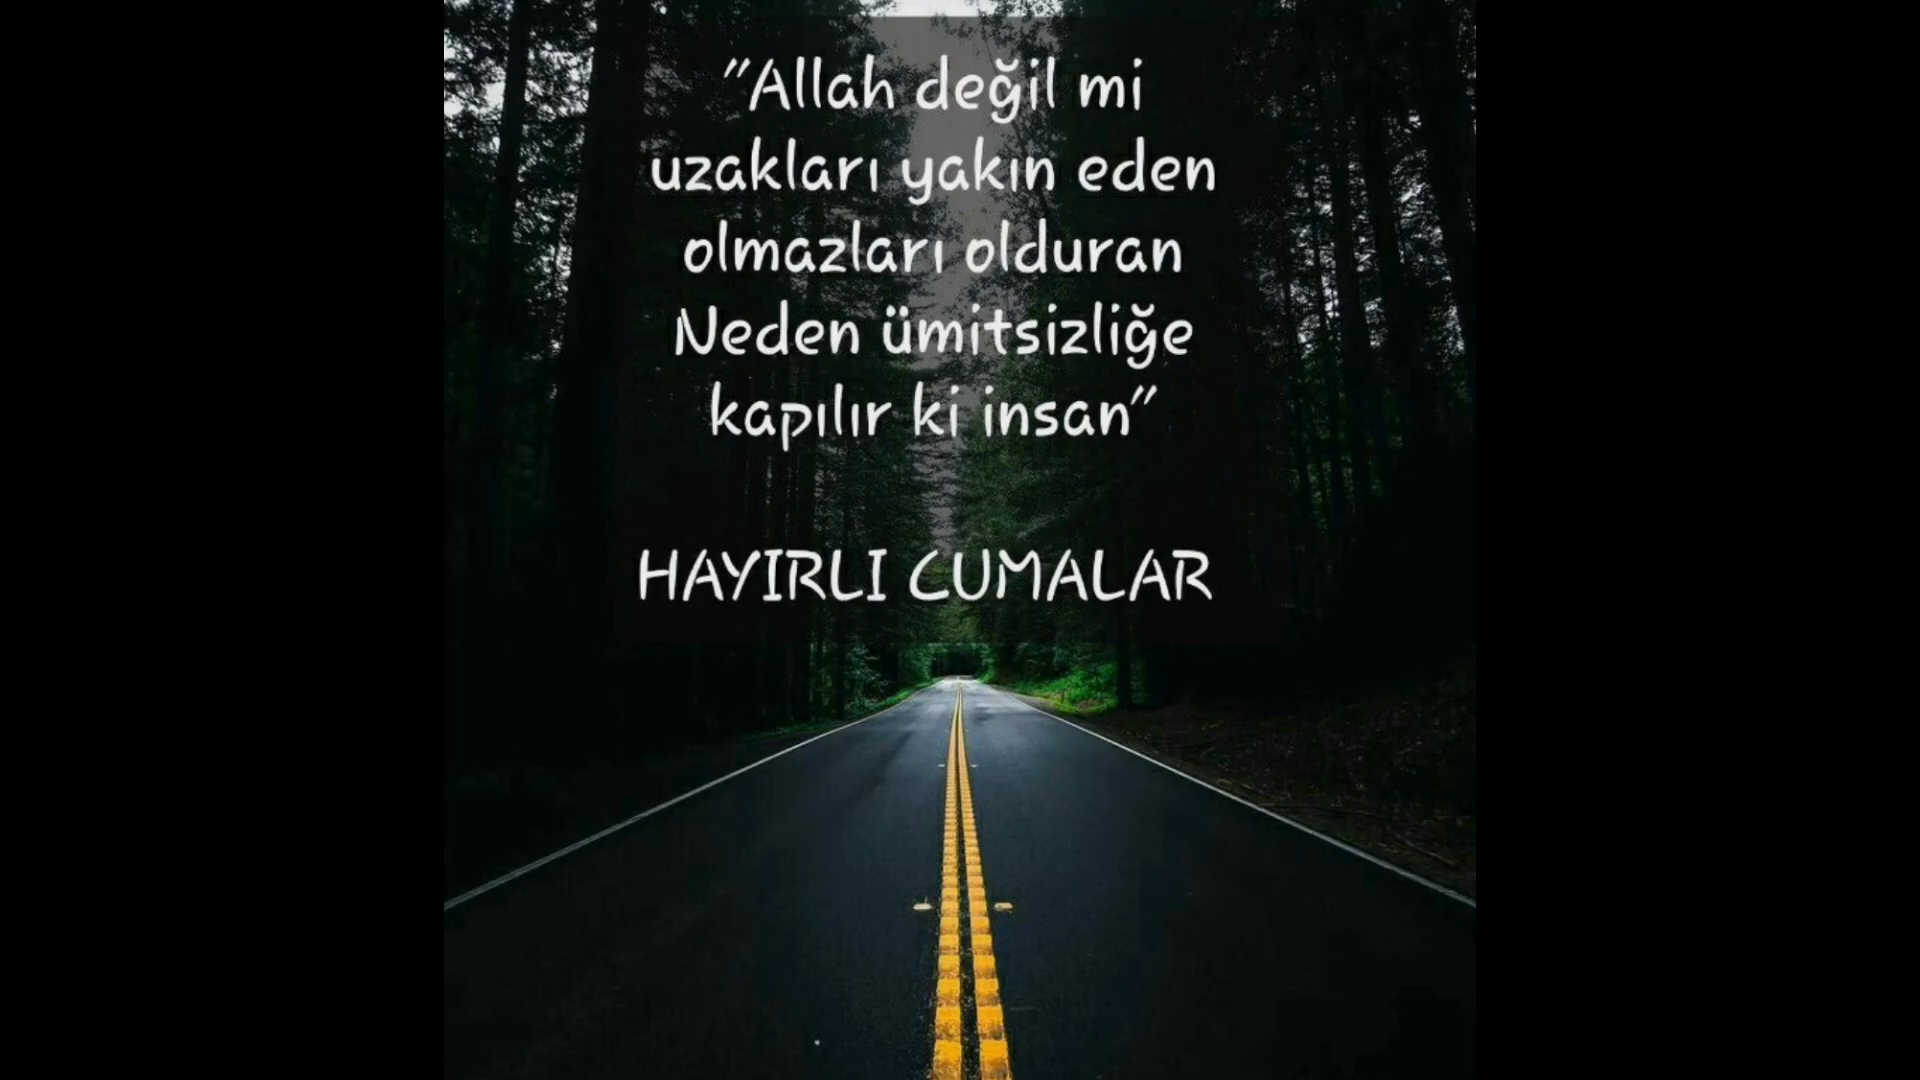 "Allah değil mi
uzakları yakın eden
olmazları olduran
Neden ümitsizliğe
kapılır ki insan"
HAYIRLI CUMALAR